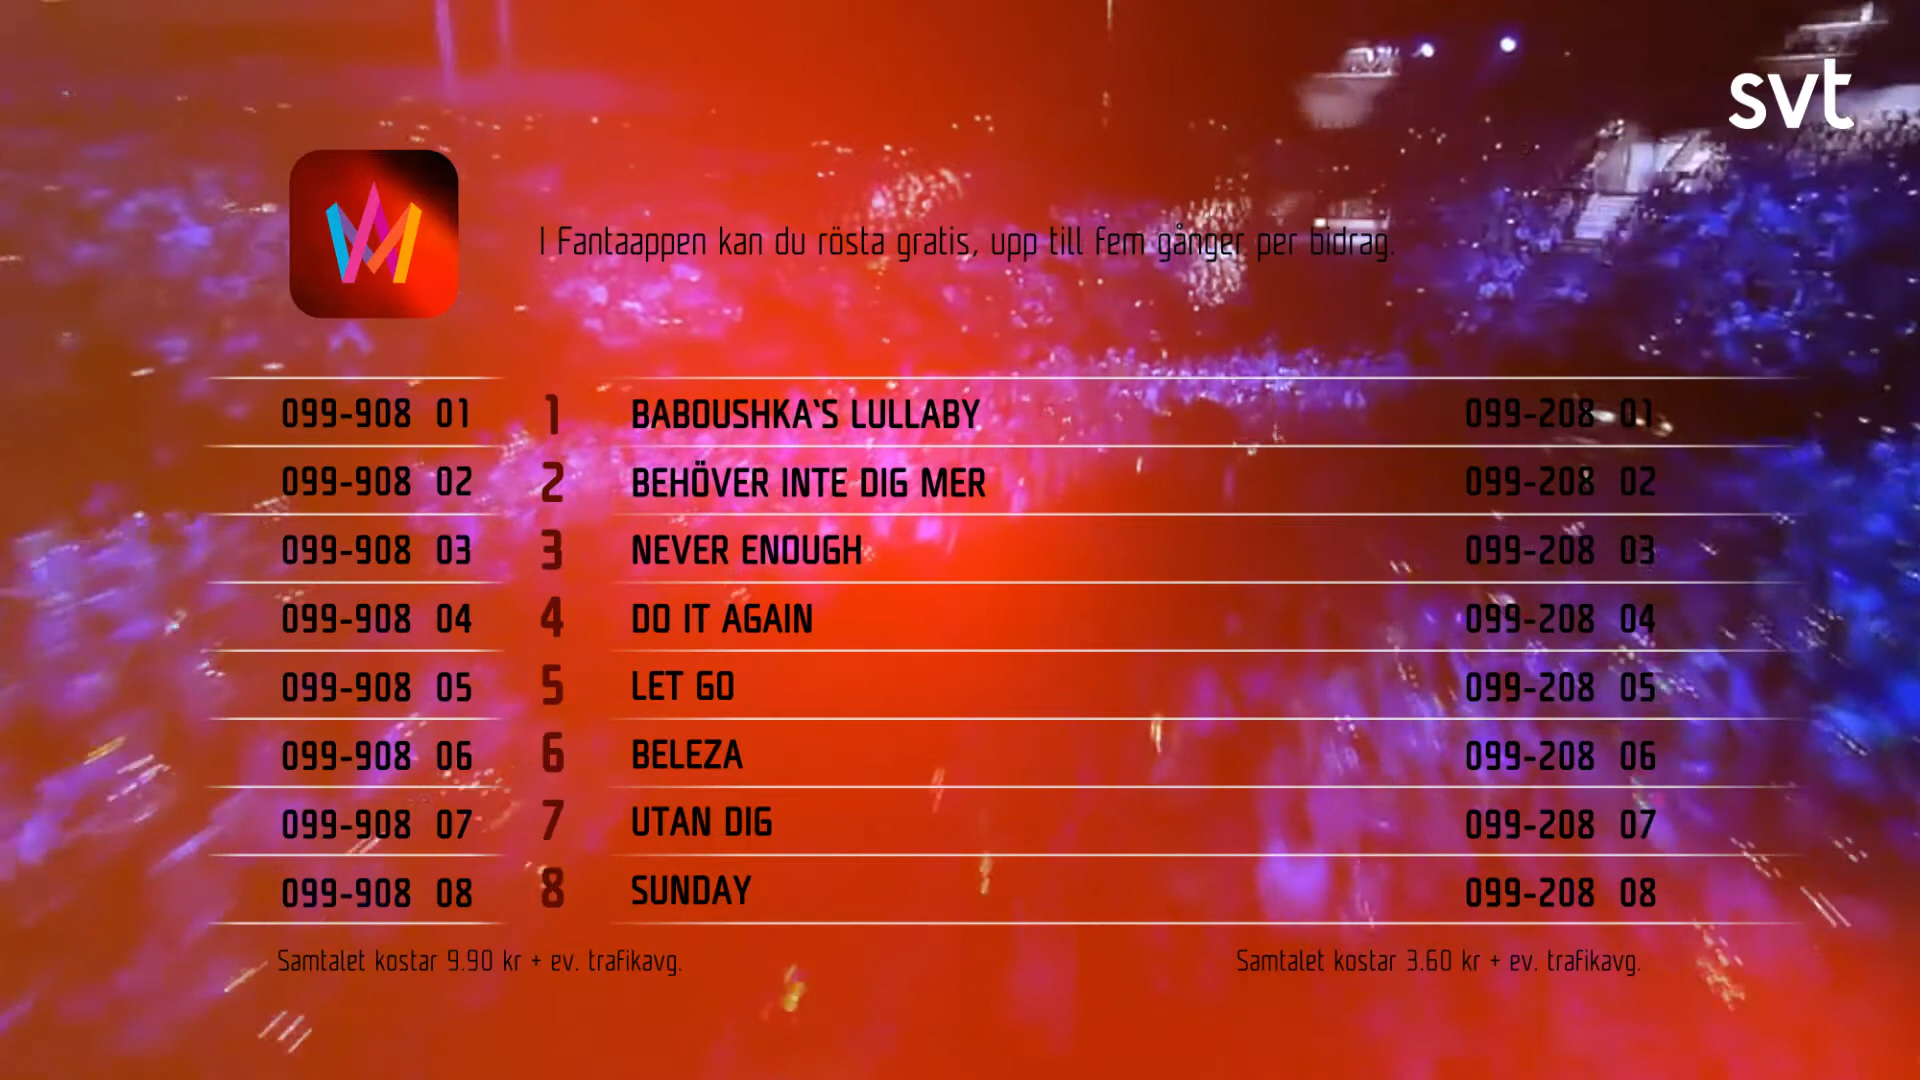 svt
I Fantaappen kan du rösta gratis, upp till fem gånger per bidrag.
099-908 01 1 BABOUSHKA`S LULLABY 099-208 01
099-908 02 2 BEHÖVER INTE DIG MER 099-208 02
099-908 03 3 NEVER ENOUGH 099-208 03
099-908 04 4 DO IT AGAIN 099-208 04
099-908 05 5 LET GO 099-208 05
099-908 06 6 BELEZA 099-208 06
099-908 07 7 UTAN DIG 099-208 07
099-908 08 8 SUNDAY 099-208 08
Samtalet kostar 9.90 kr + ev. trafikavg. Samtalet kostar 3.60 kr + ev. trafikavg.